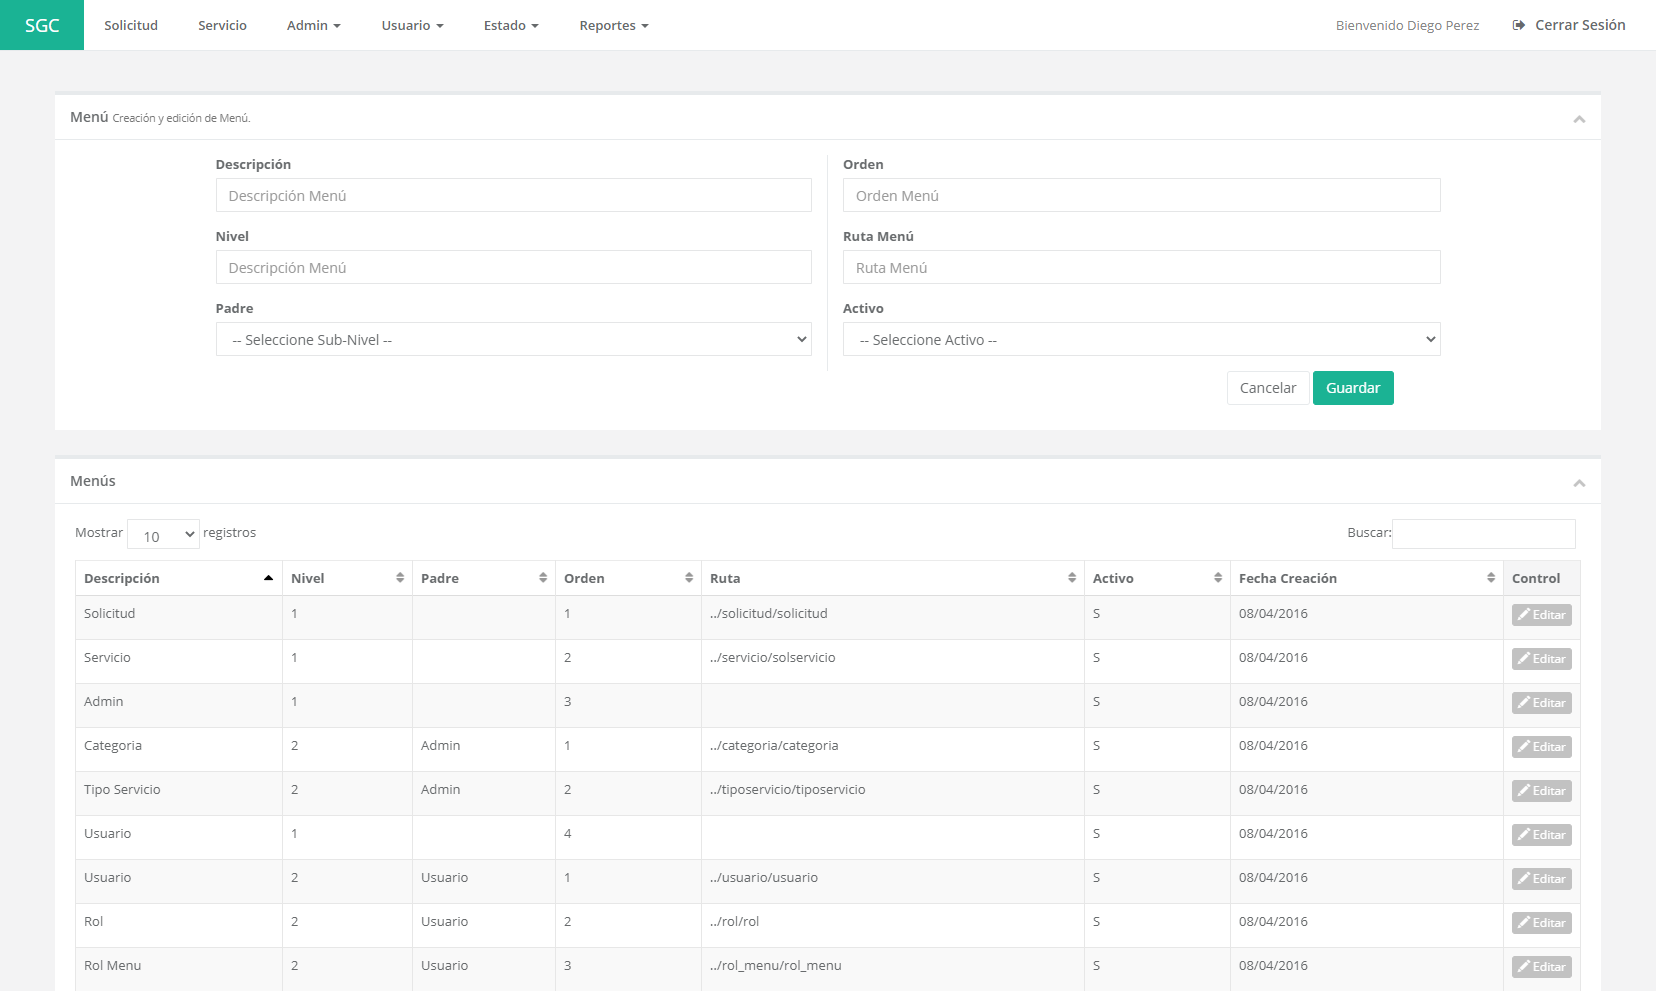 SGC Solicitud Servicio Admin Usuario Estado Reportes Bienvenido Diego Perez Cerrar Sesión
Menú Creación y edición de Menú.
Descripción Orden
Descripción Menú Orden Menú
Nivel Ruta Menú
Descripción Menú Ruta Menú
Padre Activo
-- Seleccione Sub-Nivel -- -- Seleccione Activo --
Cancelar Guardar
Menús
Mostrar 10 registros Buscar:
Descripción Nivel Padre Orden Ruta Activo Fecha Creación Control
Solicitud 1 1 ../solicitud/solicitud S 08/04/2016 Editar
Servicio 1 2 ../servicio/solservicio S 08/04/2016 Editar
Admin 1 3 S 08/04/2016 Editar
Categoria 2 Admin 1 ../categoria/categoria S 08/04/2016 Editar
Tipo Servicio 2 Admin 2 ../tiposervicio/tiposervicio S 08/04/2016 Editar
Usuario 1 4 S 08/04/2016 Editar
Usuario 2 Usuario 1 ../usuario/usuario S 08/04/2016 Editar
Rol 2 Usuario 2 ../rol/rol S 08/04/2016 Editar
Rol Menu 2 Usuario 3 ../rol_menu/rol_menu S 08/04/2016 Editar